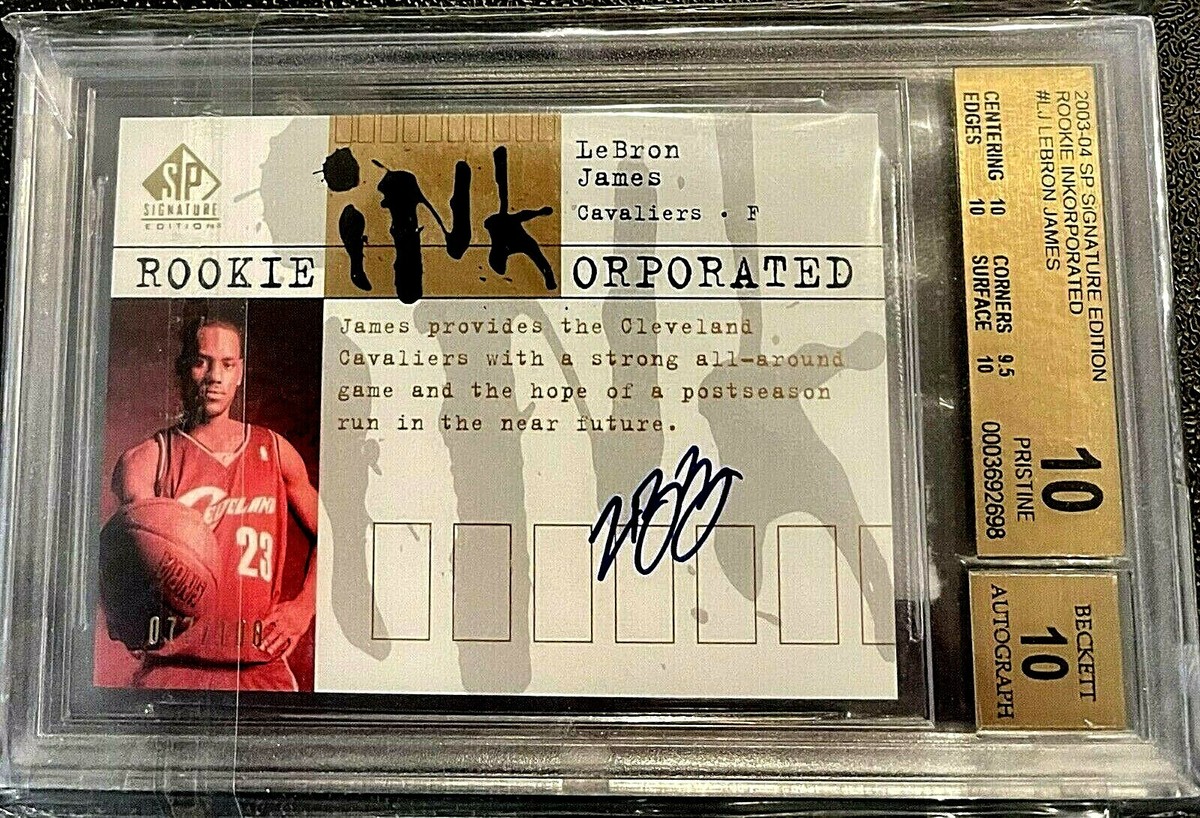 SP
SIGNATURE
EDITION
LeBron
James
Cavaliers • F
ROOKIE iNk ORPORATED
James provides the Cleveland
Cavaliers with a strong all-around
game and the hope of a postseason
run in the near future.
CLEVELAND
23
2003-04 SP SIGNATURE EDITION
ROOKIE INKORPORATED
#LJ LEBRON JAMES
CENTERING 10 CORNERS 9.5
EDGES 10 SURFACE 10
10
PRISTINE
0003692698
BECKETT
10
AUTOGRAPH